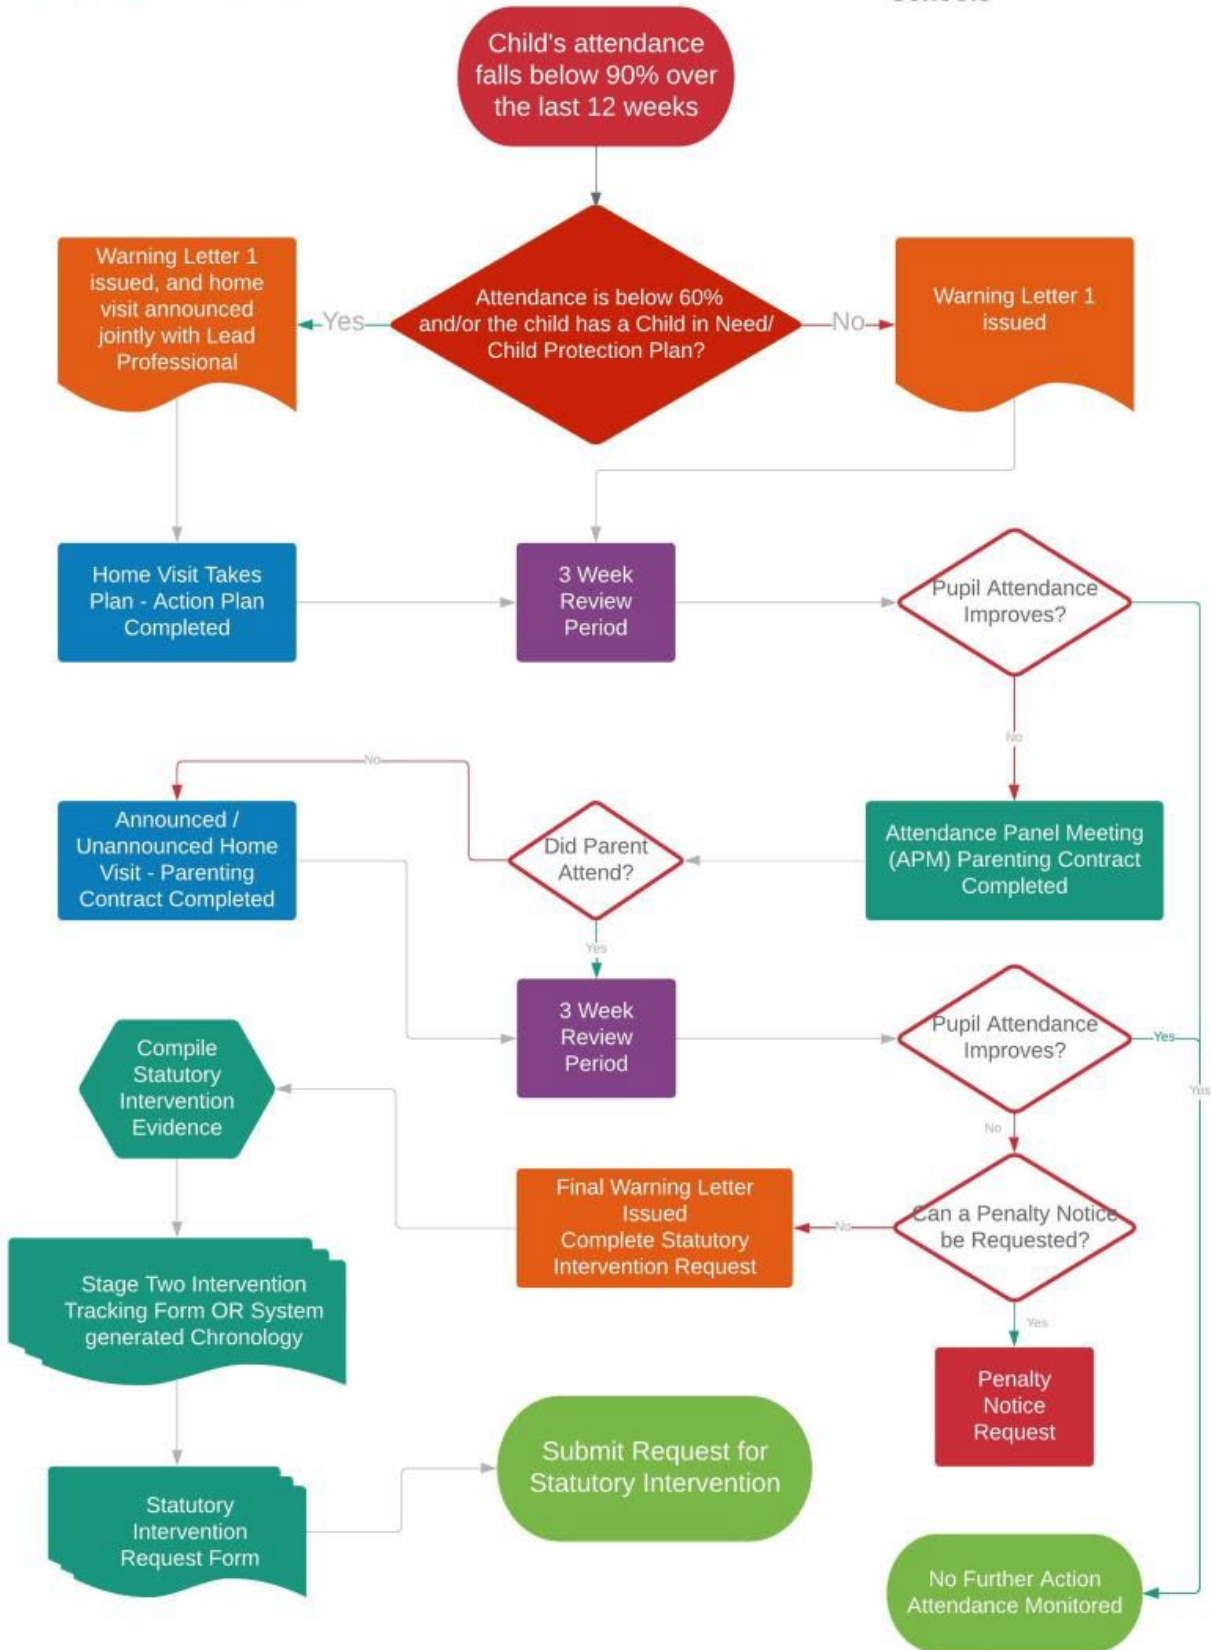 Child's attendance
falls below 90% over
the last 12 weeks
Warning Letter 1
issued, and home
visit announced
jointly with Lead
Professional
Yes
Attendance is below 60%
and/or the child has a Child in Need/
Child Protection Plan?
No
Warning Letter 1
issued
Home Visit Takes
Plan - Action Plan
Completed
3 Week
Review
Period
Pupil Attendance
Improves?
No
No
Announced /
Unannounced Home
Visit - Parenting
Contract Completed
Did Parent
Attend?
Attendance Panel Meeting
(APM) Parenting Contract
Completed
Yes
3 Week
Review
Period
Pupil Attendance
Improves?
Yes
Yes
Compile
Statutory
Intervention
Evidence
No
Final Warning Letter
Issued
Complete Statutory
Intervention Request
No
Can a Penalty Notice
be Requested?
Stage Two Intervention
Tracking Form OR System
generated Chronology
Yes
Penalty
Notice
Request
Submit Request for
Statutory Intervention
Statutory
Intervention
Request Form
No Further Action
Attendance Monitored